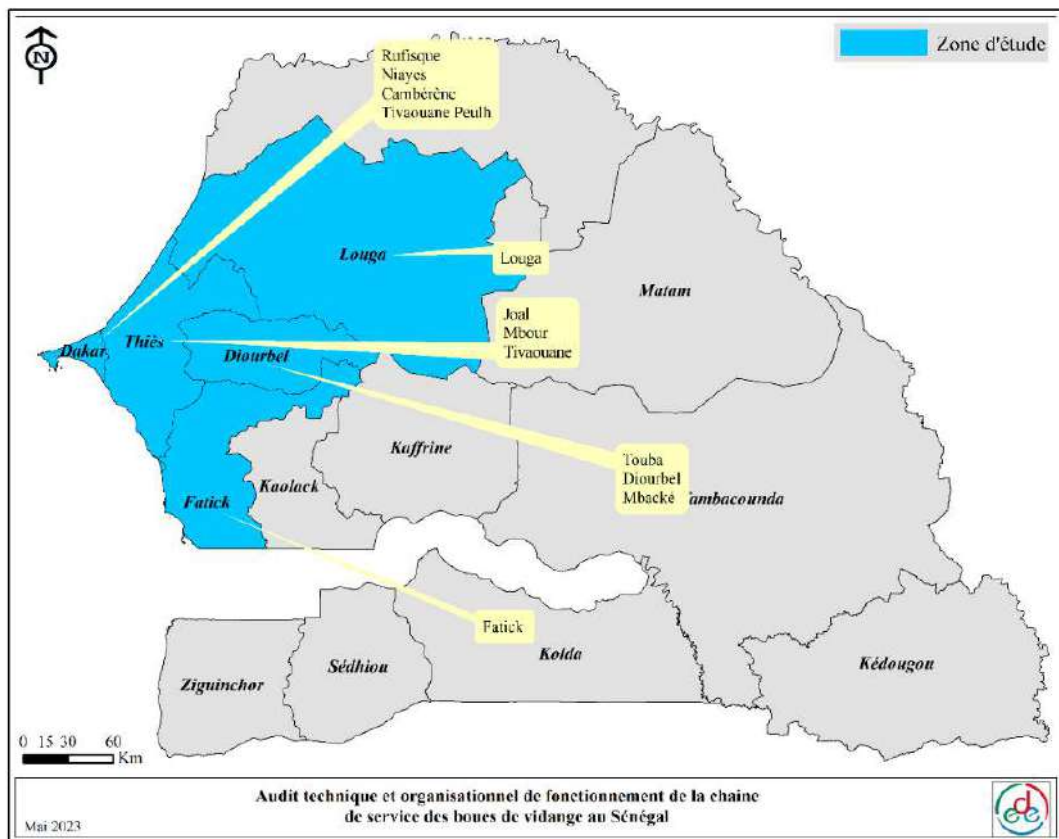 N
Zone d'étude
Rufisque
Niayes
Cambérène
Tivaouane Peulh
Louga
Louga
Matam
Joal
Mbour
Tivaouane
Dakar
Thiès
Diourbel
Kaffrine
Touba
Diourbel
Mbacké
Tambacounda
Kaolack
Fatick
Fatick
Kolda
Sédhiou
Ziguinchor
Kédougou
0 15 30 60
Km
Audit technique et organisationnel de fonctionnement de la chaine
de service des boues de vidange au Sénégal
Mai 2023
ede